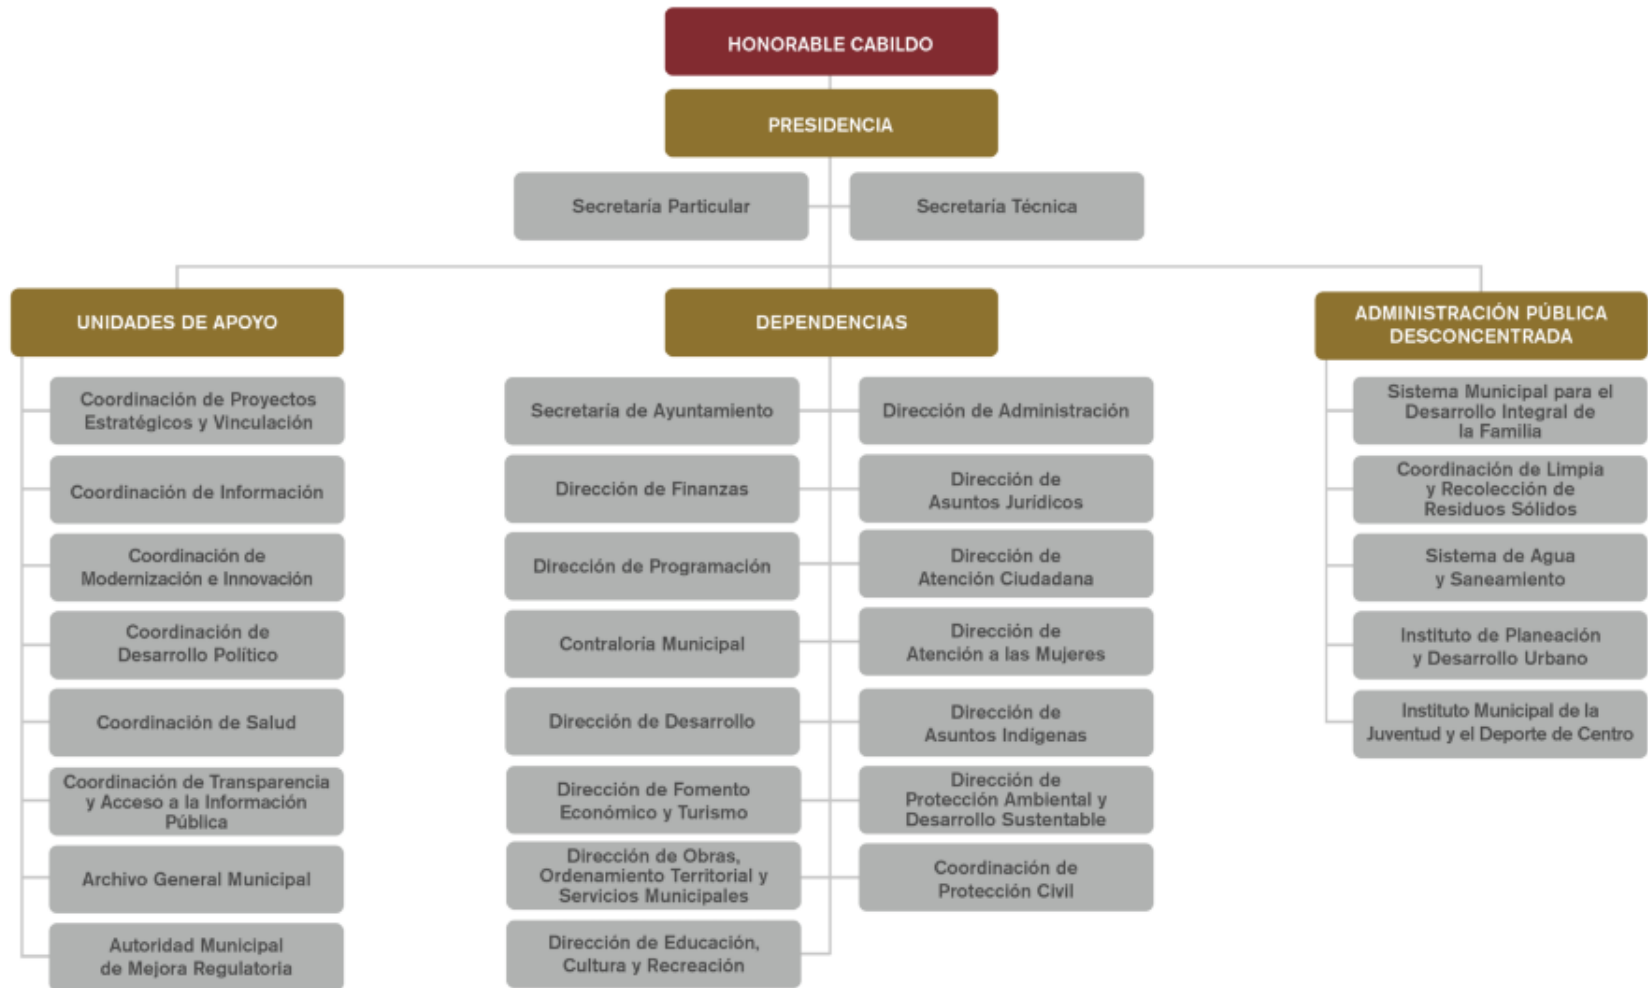 HONORABLE CABILDO
PRESIDENCIA
Secretaría Particular
Secretaría Técnica
UNIDADES DE APOYO
Coordinación de Proyectos
Estratégicos y Vinculación
Coordinación de Información
Coordinación de
Modernización e Innovación
Coordinación de
Desarrollo Político
Coordinación de Salud
Coordinación de Transparencia
y Acceso a la Información
Pública
Archivo General Municipal
Autoridad Municipal
de Mejora Regulatoria
DEPENDENCIAS
Secretaría de Ayuntamiento
Dirección de Finanzas
Dirección de Programación
Contraloría Municipal
Dirección de Desarrollo
Dirección de Fomento
Económico y Turismo
Dirección de Obras,
Ordenamiento Territorial y
Servicios Municipales
Dirección de Educación,
Cultura y Recreación
Dirección de Administración
Dirección de
Asuntos Jurídicos
Dirección de
Atención Ciudadana
Dirección de
Atención a las Mujeres
Dirección de
Asuntos Indígenas
Dirección de
Protección Ambiental y
Desarrollo Sustentable
Coordinación de
Protección Civil
ADMINISTRACIÓN PÚBLICA
DESCONCENTRADA
Sistema Municipal para el
Desarrollo Integral de
la Familia
Coordinación de Limpia
y Recolección de
Residuos Sólidos
Sistema de Agua
y Saneamiento
Instituto de Planeación
y Desarrollo Urbano
Instituto Municipal de la
Juventud y el Deporte de Centro